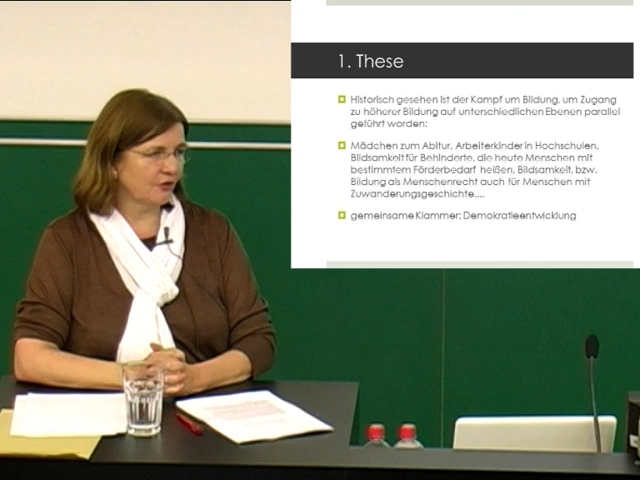 1. These
Historisch gesehen ist der Kampf um Bildung, um Zugang
zu höherer Bildung auf unterschiedlichen Ebenen parallel
geführt worden:
Mädchen zum Abitur, Arbeiterkinder in Hochschulen,
Bildsamkeit für Behinderte, die heute Menschen mit
bestimmtem Förderbedarf heißen, Bildsamkeit, bzw.
Bildung als Menschenrecht auch für Menschen mit
Zuwanderungsgeschichte....
gemeinsame Klammer: Demokratieentwicklung